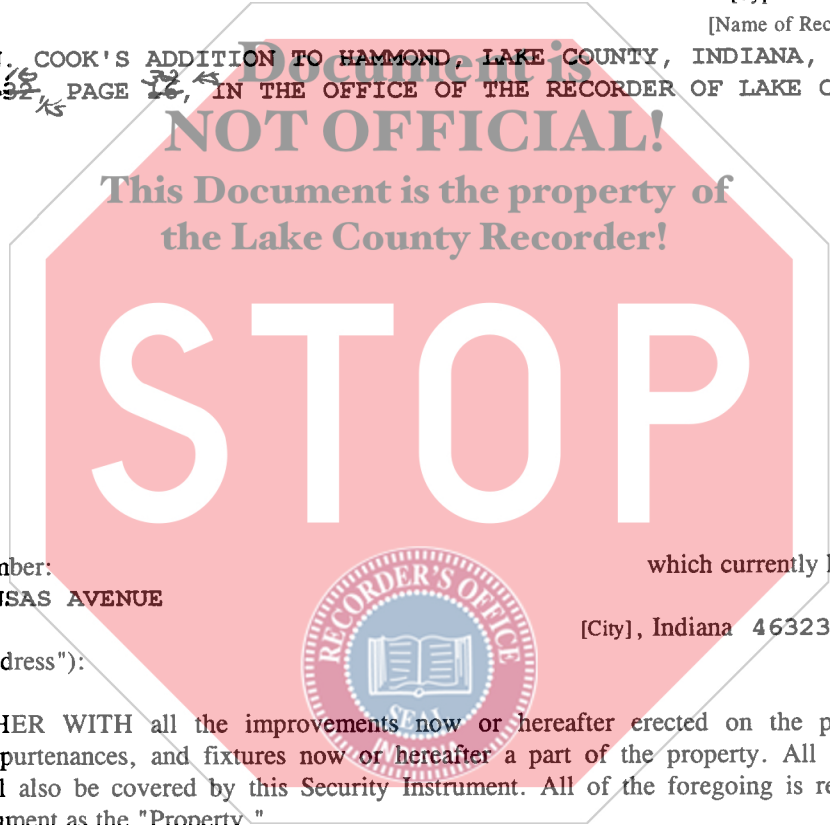 [Name of Rec
. COOK'S ADDITION TO HAMMOND, LAKE COUNTY, INDIANA,
PAGE 16, IN THE OFFICE OF THE RECORDER OF LAKE C
Document is
NOT OFFICIAL!
This Document is the property of
the Lake County Recorder!
STOP
mber:
which currently
NSAS AVENUE
[City], Indiana 46323
dress"):
RECORDER'S OFFICE
SEAL
HER WITH all the improvements now or hereafter erected on the p
purtenances, and fixtures now or hereafter a part of the property. All
l also be covered by this Security Instrument. All of the foregoing is re
ment as the "Property."